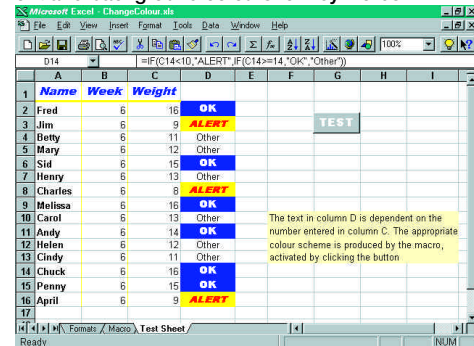 Microsoft Excel - ChangeColour.xls
File Edit View Insert Format Tools Data Window Help
100%
D14 =IF(C14<10,"ALERT",IF(C14>=14,"OK","Other"))
A B C D E F G H I
1 Name Week Weight
2 Fred 6 16 OK
3 Jim 6 9 ALERT
TEST
4 Betty 6 11 Other
5 Mary 6 12 Other
6 Sid 6 15 OK
7 Henry 6 13 Other
8 Charles 6 8 ALERT
9 Melissa 6 16 OK
10 Carol 6 13 Other
11 Andy 6 14 OK
12 Helen 6 12 Other
13 Cindy 6 11 Other
14 Chuck 6 16 OK
15 Penny 6 15 OK
16 April 6 9 ALERT
17
The text in column D is dependent on the
number entered in column C. The appropriate
colour scheme is produced by the macro,
activated by clicking the button
Formats / Macro \ Test Sheet
Ready NUM